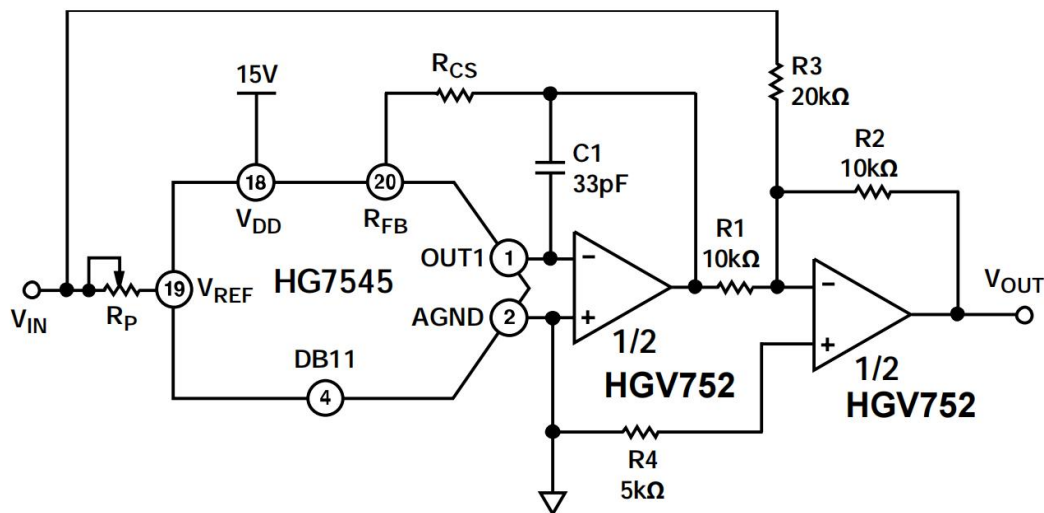 R3
20kΩ
RCS
15V
R2
10kΩ
C1
33pF
18
20
VDD
RFB
R1
10kΩ
OUT1
1
HG7545
19
VREF
VIN
RP
VOUT
AGND
2
−
+
−
+
DB11
4
1/2
HGV752
1/2
HGV752
R4
5kΩ